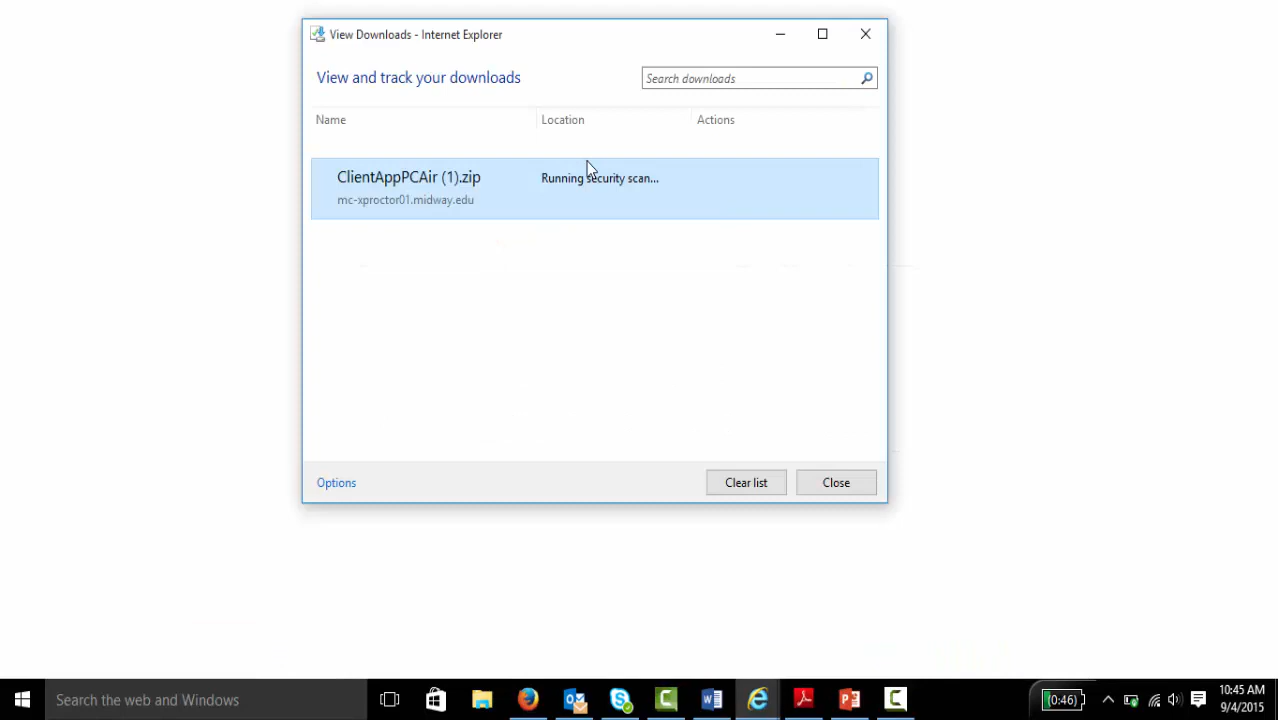 View Downloads - Internet Explorer
View and track your downloads
Search downloads
Name Location Actions
ClientAppPCAir (1).zip Running security scan...
mc-xproctor01.midway.edu
Options Clear list Close
Search the web and Windows
(0:46)
10:45 AM
9/4/2015